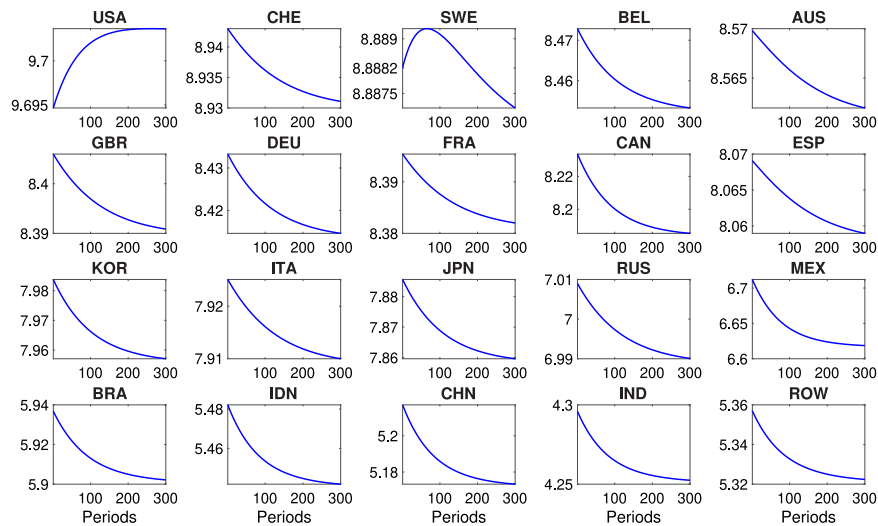 USA CHE SWE BEL AUS
9.7
9.695
100 200 300
8.94
8.935
8.93
100 200 300
8.889
8.8882
8.8875
100 200 300
8.47
8.46
100 200 300
8.57
8.565
100 200 300
GBR DEU FRA CAN ESP
8.4
8.39
100 200 300
8.43
8.42
100 200 300
8.39
8.38
100 200 300
8.22
8.2
100 200 300
8.07
8.065
8.06
100 200 300
KOR ITA JPN RUS MEX
7.98
7.97
7.96
100 200 300
7.92
7.91
100 200 300
7.88
7.87
7.86
100 200 300
7.01
7
6.99
100 200 300
6.7
6.65
6.6
100 200 300
BRA IDN CHN IND ROW
5.94
5.92
5.9
100 200 300
5.48
5.46
100 200 300
5.2
5.18
100 200 300
4.3
4.25
100 200 300
5.36
5.34
5.32
100 200 300
Periods Periods Periods Periods Periods